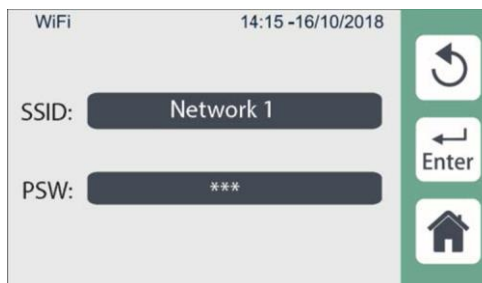 WiFi 14:15 -16/10/2018
SSID: Network 1
Enter
PSW: ***